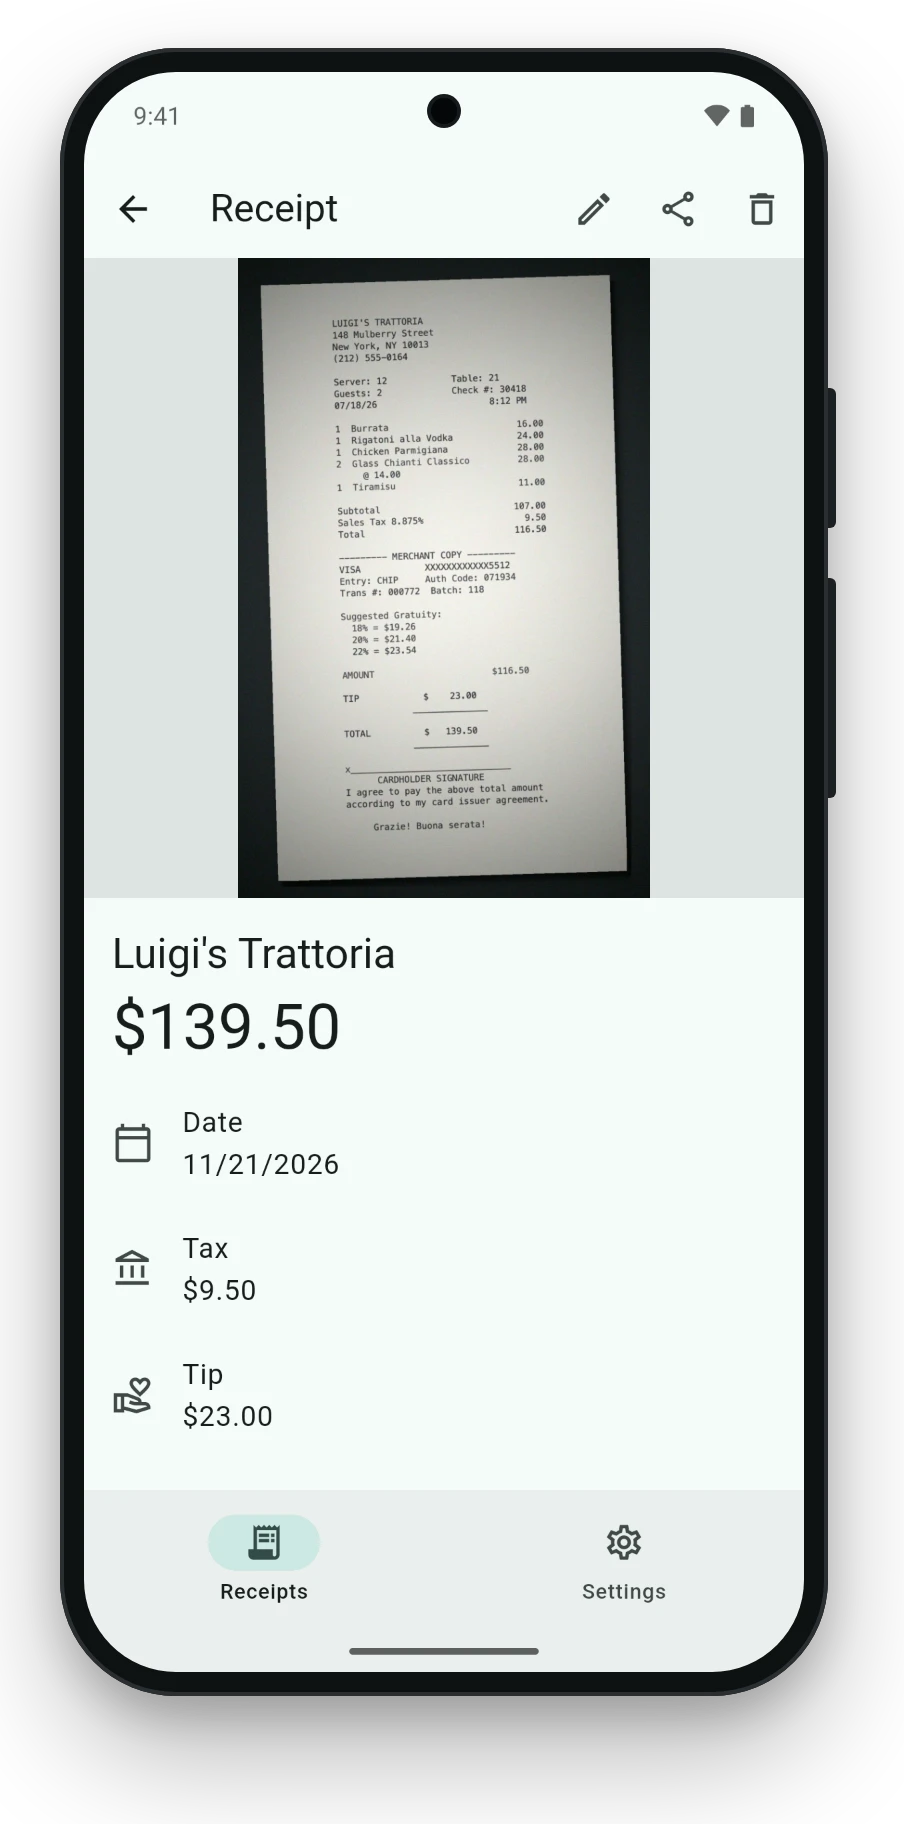 9:41
Receipt
LUIGI'S TRATTORIA
148 Mulberry Street
New York, NY 10013
(212) 555-0164
Server: 12 Table: 21
Guests: 2 Check #: 30418
07/18/26 8:12 PM
1 Burrata 16.00
1 Rigatoni alla Vodka 24.00
1 Chicken Parmigiana 28.00
2 Glass Chianti Classico 28.00
@ 14.00
1 Tiramisu 11.00
Subtotal 107.00
Sales Tax 8.875% 9.50
Total 116.50
--------- MERCHANT COPY ---------
VISA XXXXXXXXXXXX5512
Entry: CHIP Auth Code: 071934
Trans #: 000772 Batch: 118
Suggested Gratuity:
18% = $19.26
20% = $21.40
22% = $23.54
AMOUNT $116.50
TIP $ 23.00
TOTAL $ 139.50
x
CARDHOLDER SIGNATURE
I agree to pay the above total amount
according to my card issuer agreement.
Grazie! Buona serata!
Luigi's Trattoria
$139.50
Date
11/21/2026
Tax
$9.50
Tip
$23.00
Receipts Settings